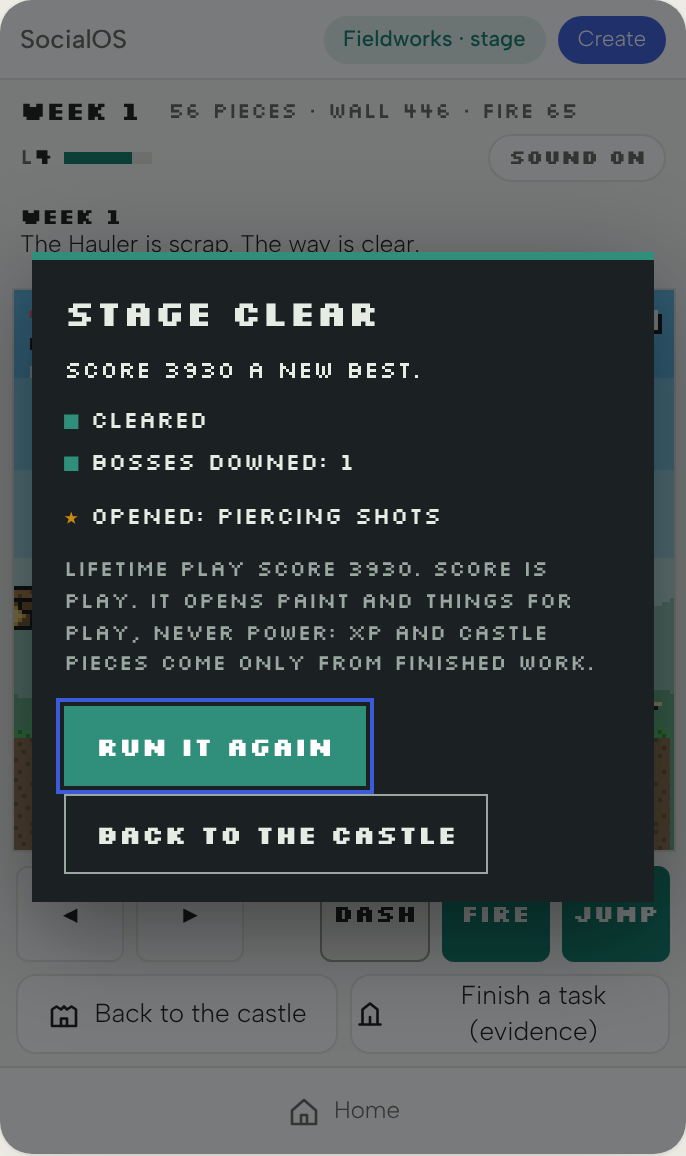 SocialOS
Fieldworks · stage
Create
WEEK 1
56 PIECES · WALL 446 · FIRE 65
L4
SOUND ON
WEEK 1
The Hauler is scrap. The way is clear.
STAGE CLEAR
SCORE 3930 A NEW BEST.
CLEARED
BOSSES DOWNED: 1
★ OPENED: PIERCING SHOTS
LIFETIME PLAY SCORE 3930. SCORE IS
PLAY. IT OPENS PAINT AND THINGS FOR
PLAY, NEVER POWER: XP AND CASTLE
PIECES COME ONLY FROM FINISHED WORK.
RUN IT AGAIN
BACK TO THE CASTLE
◀ ▶
DASH
FIRE
JUMP
Back to the castle
Finish a task
(evidence)
Home